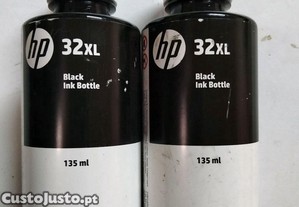 hp 32XL
Black
Ink Bottle
135 ml
hp 32XL
Black
Ink Bottle
135 ml
CustoJusto.pt